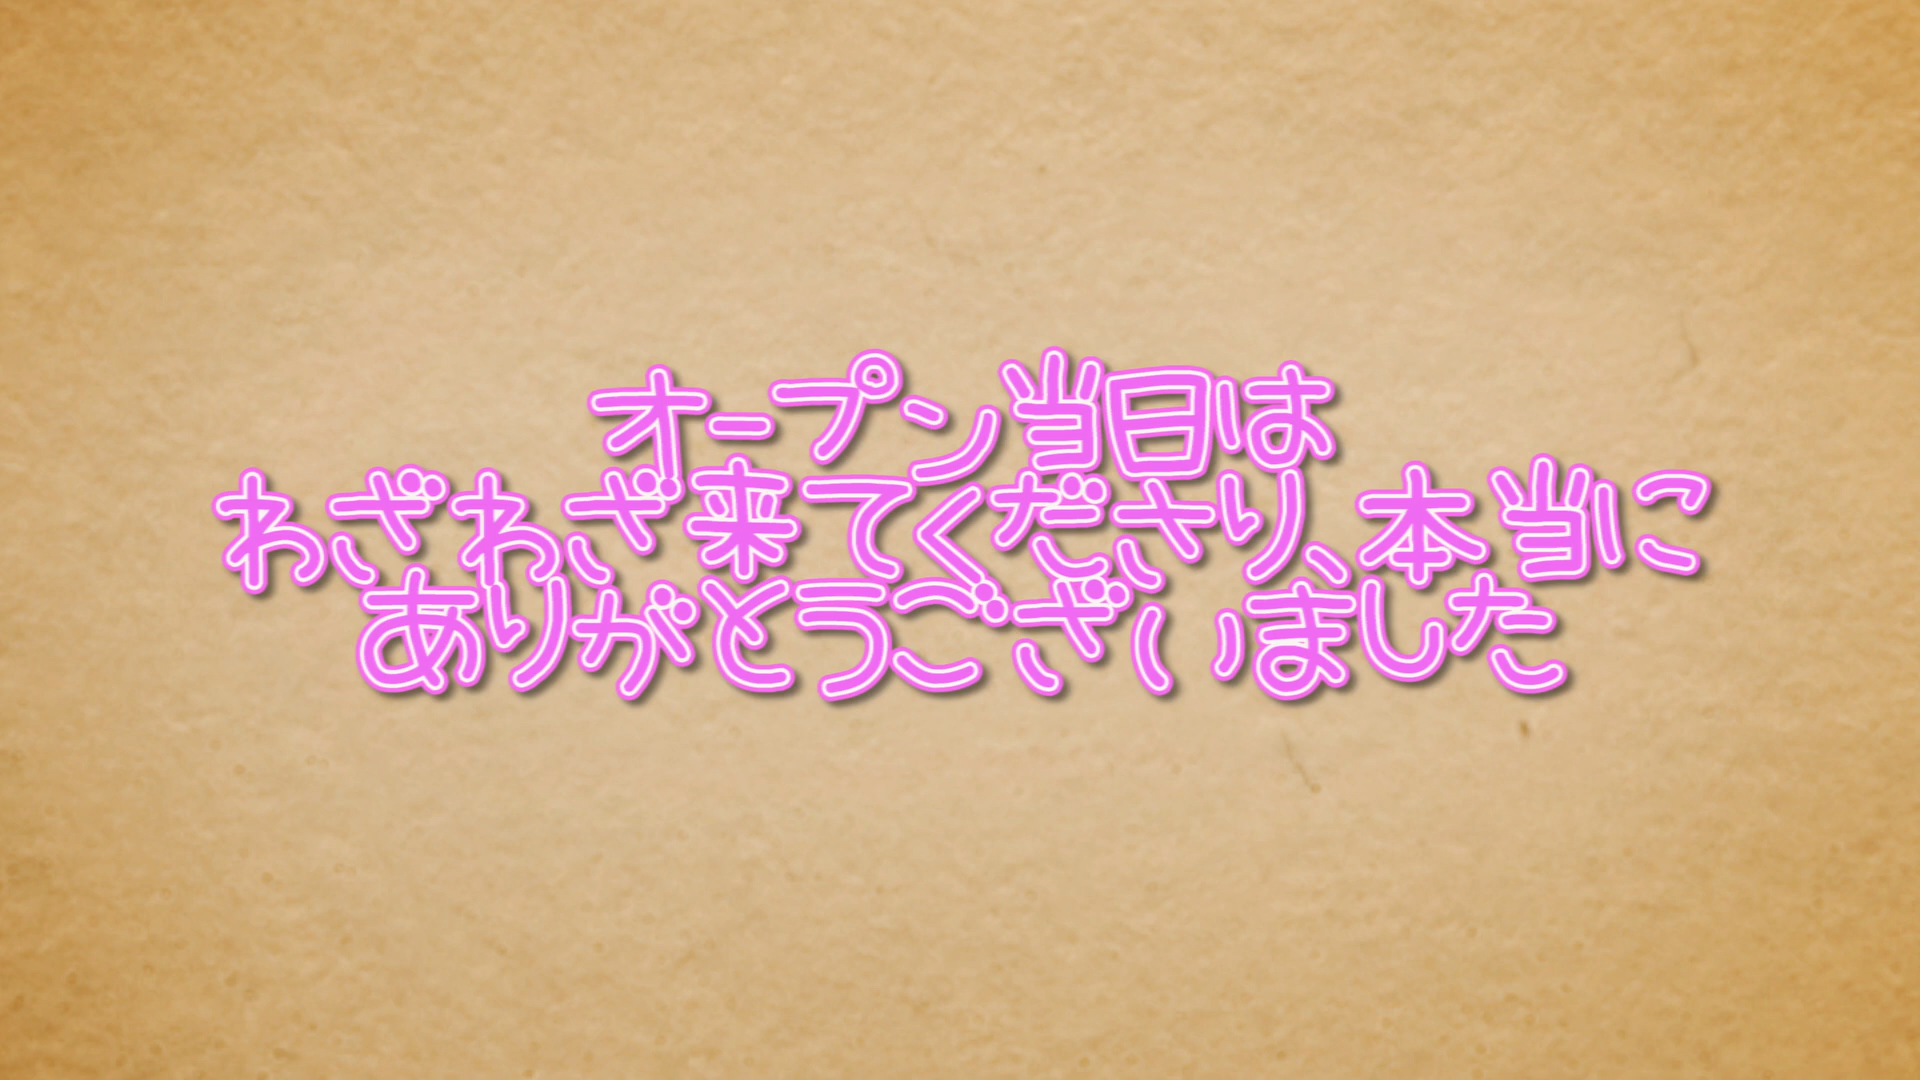 オープン当日は
わざわざ来てくださり、本当に
ありがとうございました